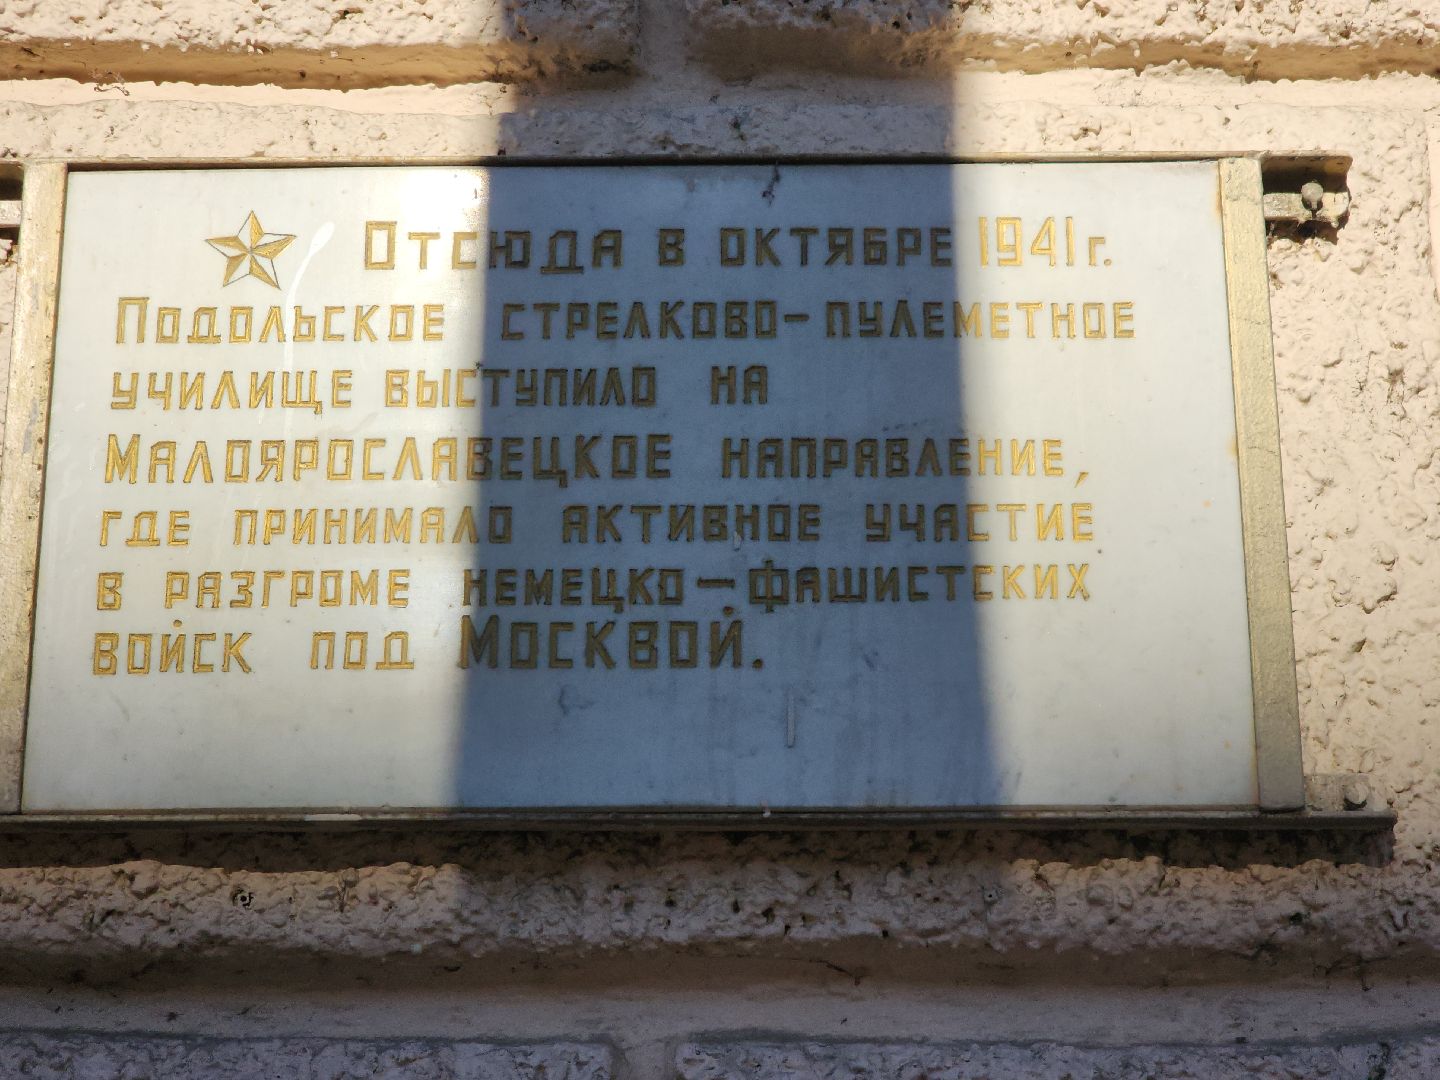 Отсюда в октябре 1941 г.
Подольское стрелково-пулеметное
училище выступило на
Малоярославецкое направление,
где принимало активное участие
в разгроме немецко-фашистских
войск под Москвой.